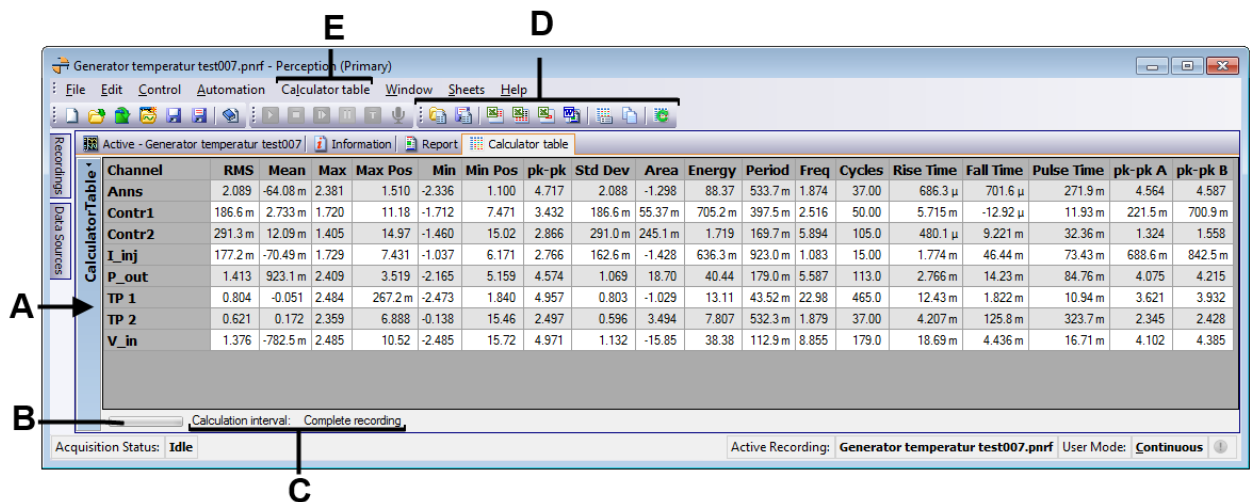 E
D
Generator temperatur test007.pnrf - Perception (Primary)
File Edit Control Automation Calculator table Window Sheets Help
Recordings
Data Sources
Active - Generator temperatur test007 Information Report Calculator table
CalculatorTable
Channel RMS Mean Max Max Pos Min Min Pos pk-pk Std Dev Area Energy Period Freq Cycles Rise Time Fall Time Pulse Time pk-pk A pk-pk B
Anns 2.089 -64.08 m 2.381 1.510 -2.336 1.100 4.717 2.088 -1.298 88.37 533.7 m 1.874 37.00 686.3 μ 701.6 μ 271.9 m 4.564 4.587
Contr1 186.6 m 2.733 m 1.720 11.18 -1.712 7.471 3.432 186.6 m 55.37 m 705.2 m 397.5 m 2.516 50.00 5.715 m -12.92 μ 11.93 m 221.5 m 700.9 m
Contr2 291.3 m 12.09 m 1.405 14.97 -1.460 15.02 2.866 291.0 m 245.1 m 1.719 169.7 m 5.894 105.0 480.1 μ 9.221 m 32.36 m 1.324 1.558
I_inj 177.2 m -70.49 m 1.729 7.431 -1.037 6.171 2.766 162.6 m -1.428 636.3 m 923.0 m 1.083 15.00 1.774 m 46.44 m 73.43 m 688.6 m 842.5 m
P_out 1.413 923.1 m 2.409 3.519 -2.165 5.159 4.574 1.069 18.70 40.44 179.0 m 5.587 113.0 2.766 m 14.23 m 84.76 m 4.075 4.215
A
TP 1 0.804 -0.051 2.484 267.2 m -2.473 1.840 4.957 0.803 -1.029 13.11 43.52 m 22.98 465.0 12.43 m 1.822 m 10.94 m 3.621 3.932
TP 2 0.621 0.172 2.359 6.888 -0.138 15.46 2.497 0.596 3.494 7.807 532.3 m 1.879 37.00 4.207 m 125.8 m 323.7 m 2.345 2.428
V_in 1.376 -782.5 m 2.485 10.52 -2.485 15.72 4.971 1.132 -15.85 38.38 112.9 m 8.855 179.0 18.69 m 4.436 m 16.71 m 4.102 4.385
B
Calculation interval: Complete recording
Acquisition Status: Idle Active Recording: Generator temperatur test007.pnrf User Mode: Continuous
C